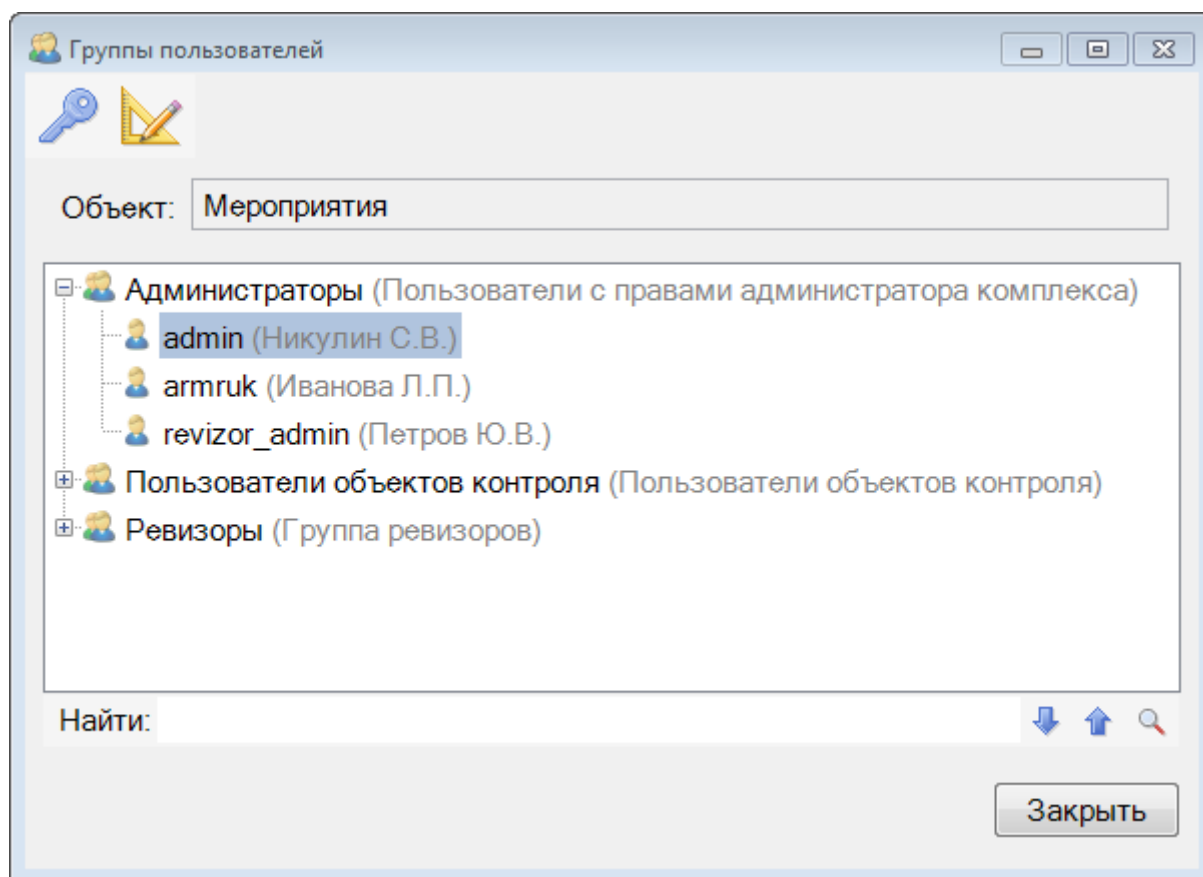 Группы пользователей
Объект: Мероприятия
Администраторы (Пользователи с правами администратора комплекса)
admin (Никулин С.В.)
armruk (Иванова Л.П.)
revizor_admin (Петров Ю.В.)
Пользователи объектов контроля (Пользователи объектов контроля)
Ревизоры (Группа ревизоров)
Найти:
Закрыть